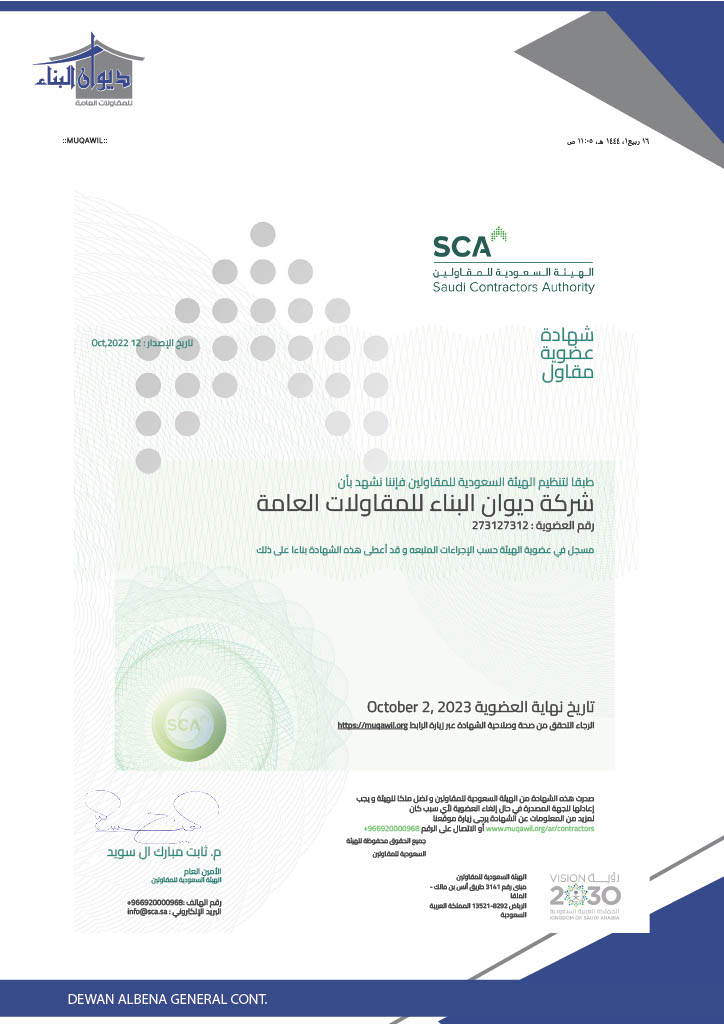 ديوان البناء
للمقاولات العامة
::MUQAWIL::
١٦ ربيع١، ١٤٤٤ هـ، ١١:٠٥ ص
SCA
الهيئة السعودية للمقاولين
Saudi Contractors Authority
شهادة
عضوية
مقاول
تاريخ الإصدار : 12 Oct,2022
طبقا لتنظيم الهيئة السعودية للمقاولين فإننا نشهد بأن
شركة ديوان البناء للمقاولات العامة
رقم العضوية : 273127312
مسجل في عضوية الهيئة حسب الإجراءات المتبعه و قد أعطى هذه الشهادة بناءا على ذلك
تاريخ نهاية العضوية October 2, 2023
الرجاء التحقق من صحة وصلاحية الشهادة عبر زيارة الرابط https://muqawil.org
SCA
صدرت هذه الشهادة من الهيئة السعودية للمقاولين و تضل ملكا للهيئة و يجب
إعادتها للجهة المصدرة في حال إلغاء العضوية لأي سبب كان
لمزيد من المعلومات عن الشهادة يرجى زيارة موقعنا
www.muqawil.org/ar/contractors أو الاتصال على الرقم 966920000968+
جميع الحقوق محفوظة للهيئة
السعودية للمقاولين
م. ثابت مبارك ال سويد
الأمين العام
الهيئة السعودية للمقاولين
رقم الهاتف :966920000968+
البريد الإلكتروني : info@sca.sa
الهيئة السعودية للمقاولين
مبنى رقم 3141 طريق أنس بن مالك -
الملقا
الرياض 8292-13521 المملكة العربية
السعودية
VISION رؤيـــة
2030
المملكة العربية السعودية
KINGDOM OF SAUDI ARABIA
DEWAN ALBENA GENERAL CONT.